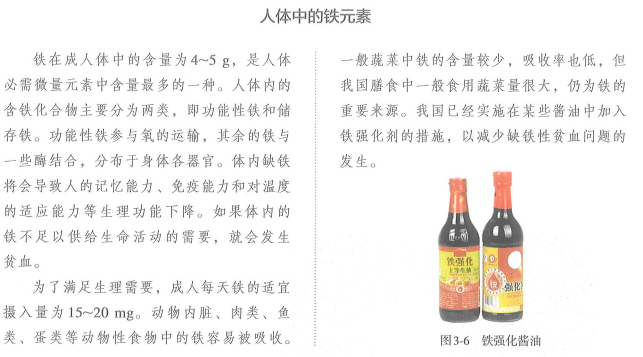 人体中的铁元素
铁在成人体中的含量为4~5 g，是人体
必需微量元素中含量最多的一种。人体内的
含铁化合物主要分为两类，即功能性铁和储
存铁。功能性铁参与氧的运输，其余的铁与
一些酶结合，分布于身体各器官。体内缺铁
将会导致人的记忆能力、免疫能力和对温度
的适应能力等生理功能下降。如果体内的
铁不足以供给生命活动的需要，就会发生
贫血。
为了满足生理需要，成人每天铁的适宜
摄入量为15~20 mg。动物内脏、肉类、鱼
类、蛋类等动物性食物中的铁容易被吸收。
一般蔬菜中铁的含量较少，吸收率也低，但
我国膳食中一般食用蔬菜量很大，仍为铁的
重要来源。我国已经实施在某些酱油中加入
铁强化剂的措施，以减少缺铁性贫血问题的
发生。
铁强化
上等生抽
铁
强化
图3-6 铁强化酱油